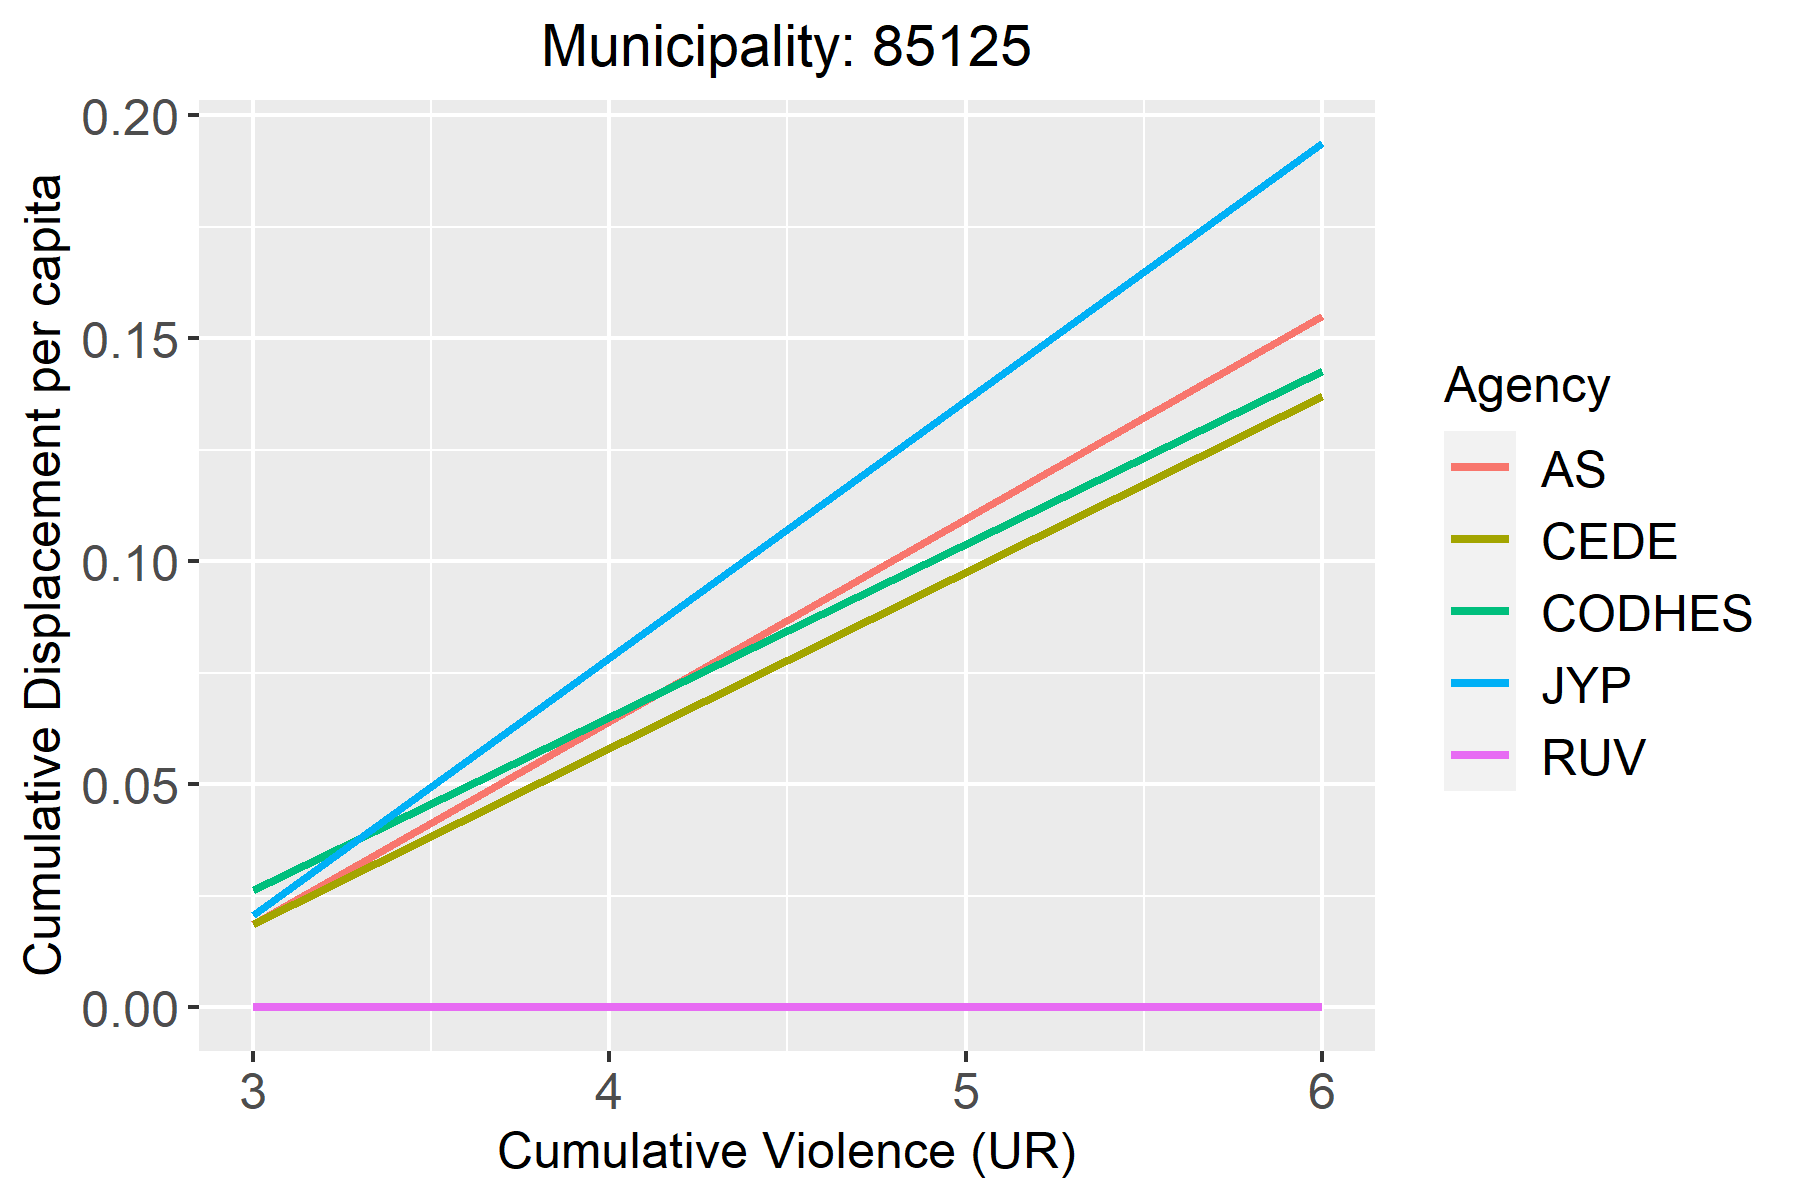 Municipality: 85125
Cumulative Displacement per capita
0.20
0.15
0.10
0.05
0.00
3 4 5 6
Cumulative Violence (UR)
Agency
AS
CEDE
CODHES
JYP
RUV